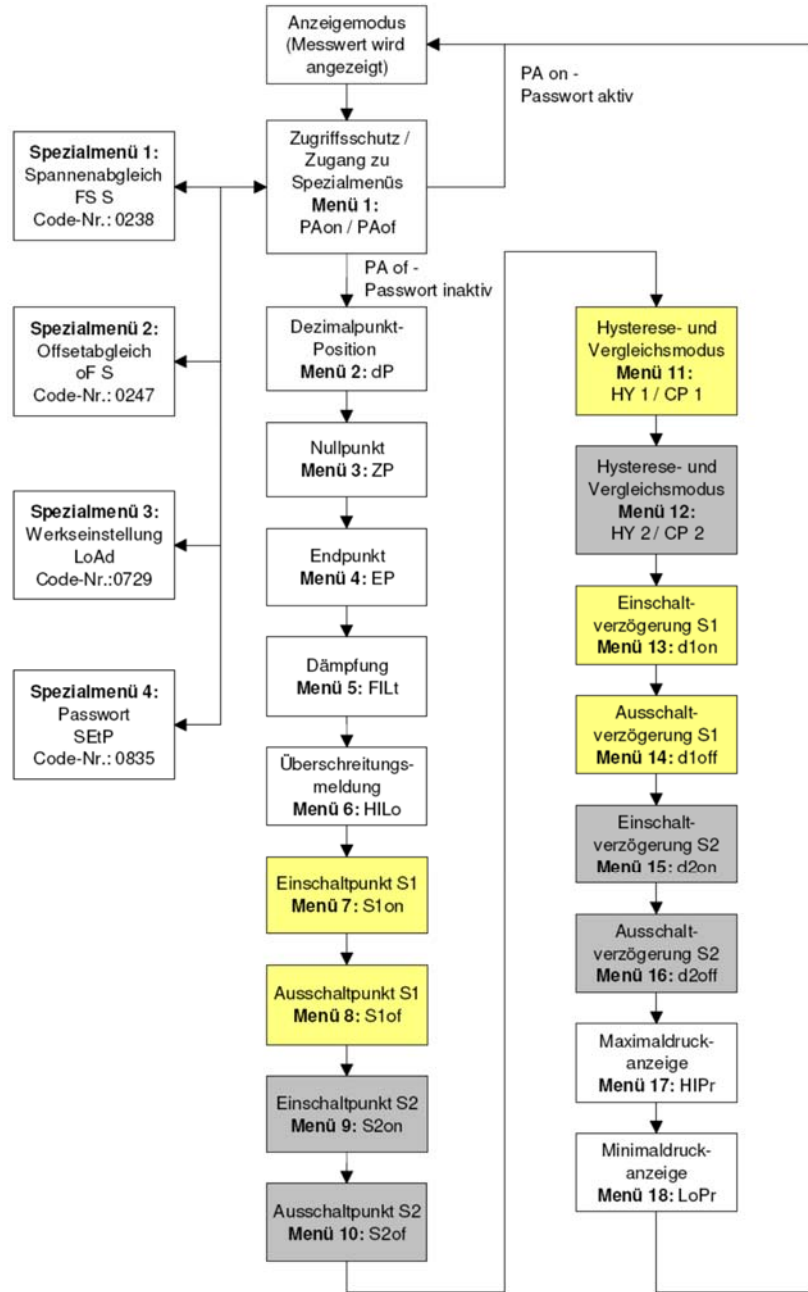 Anzeigemodus
(Messwert wird
angezeigt)
PA on -
Passwort aktiv
Zugriffsschutz /
Zugang zu
Spezialmenüs
Menü 1:
PAon / PAof
Spezialmenü 1:
Spannenabgleich
FS S
Code-Nr.: 0238
PA of -
Passwort inaktiv
Spezialmenü 2:
Offsetabgleich
oF S
Code-Nr.: 0247
Spezialmenü 3:
Werkseinstellung
LoAd
Code-Nr.:0729
Spezialmenü 4:
Passwort
SEtP
Code-Nr.: 0835
Dezimalpunkt-
Position
Menü 2: dP
Nullpunkt
Menü 3: ZP
Endpunkt
Menü 4: EP
Dämpfung
Menü 5: FILt
Überschreitungs-
meldung
Menü 6: HILo
Einschaltpunkt S1
Menü 7: S1on
Ausschaltpunkt S1
Menü 8: S1of
Einschaltpunkt S2
Menü 9: S2on
Ausschaltpunkt S2
Menü 10: S2of
Hysterese- und
Vergleichsmodus
Menü 11:
HY 1 / CP 1
Hysterese- und
Vergleichsmodus
Menü 12:
HY 2 / CP 2
Einschalt-
verzögerung S1
Menü 13: d1on
Ausschalt-
verzögerung S1
Menü 14: d1off
Einschalt-
verzögerung S2
Menü 15: d2on
Ausschalt-
verzögerung S2
Menü 16: d2off
Maximaldruck-
anzeige
Menü 17: HIPr
Minimaldruck-
anzeige
Menü 18: LoPr